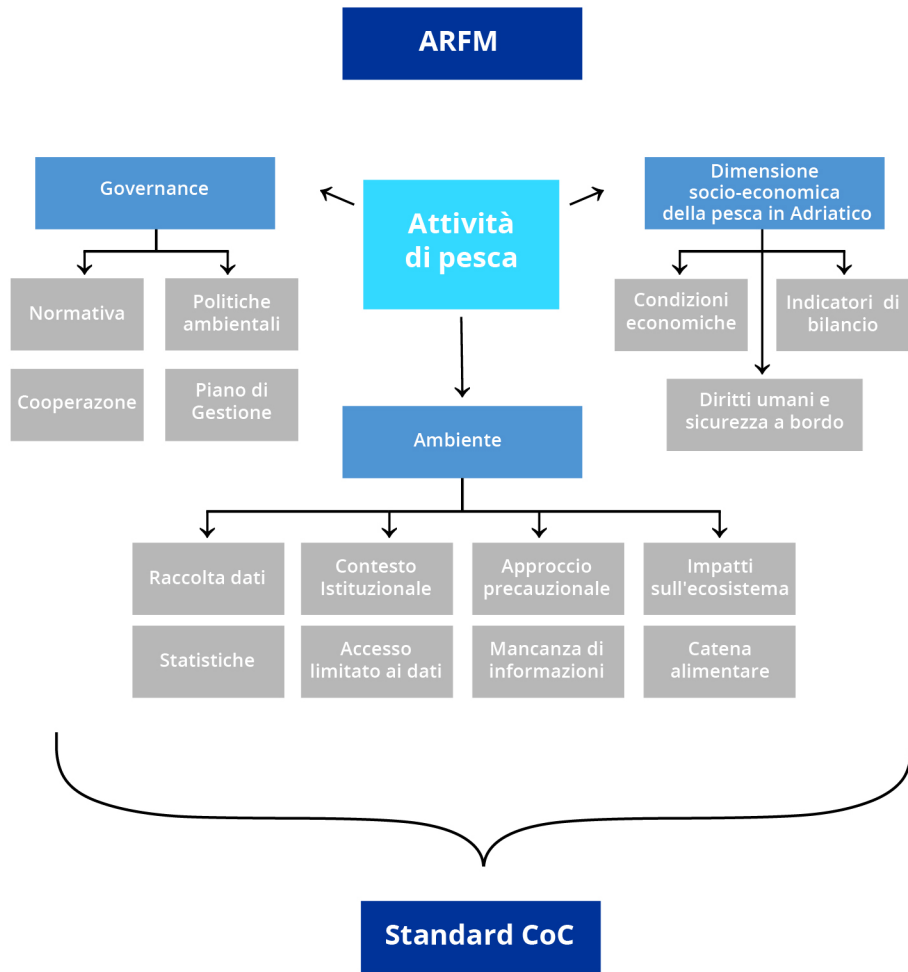 ARFM
Governance
Attività
di pesca
Dimensione
socio-economica
della pesca in Adriatico
Normativa
Politiche
ambientali
Cooperazone
Piano di
Gestione
Condizioni
economiche
Indicatori di
bilancio
Diritti umani e
sicurezza a bordo
Ambiente
Raccolta dati
Contesto
Istituzionale
Approccio
precauzionale
Impatti
sull'ecosistema
Statistiche
Accesso
limitato ai dati
Mancanza di
informazioni
Catena
alimentare
Standard CoC